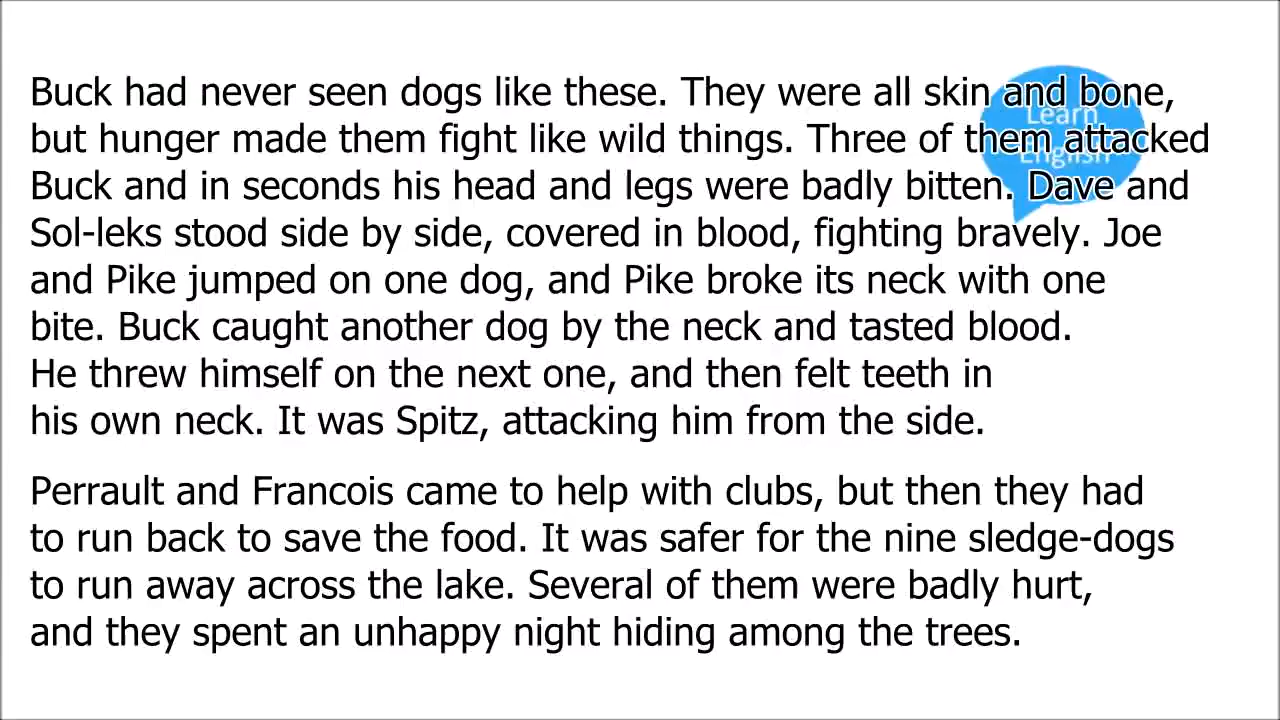 Buck had never seen dogs like these. They were all skin and bone,
but hunger made them fight like wild things. Three of them attacked
Buck and in seconds his head and legs were badly bitten. Dave and
Sol-leks stood side by side, covered in blood, fighting bravely. Joe
and Pike jumped on one dog, and Pike broke its neck with one
bite. Buck caught another dog by the neck and tasted blood.
He threw himself on the next one, and then felt teeth in
his own neck. It was Spitz, attacking him from the side.
Perrault and Francois came to help with clubs, but then they had
to run back to save the food. It was safer for the nine sledge-dogs
to run away across the lake. Several of them were badly hurt,
and they spent an unhappy night hiding among the trees.
Learn
English